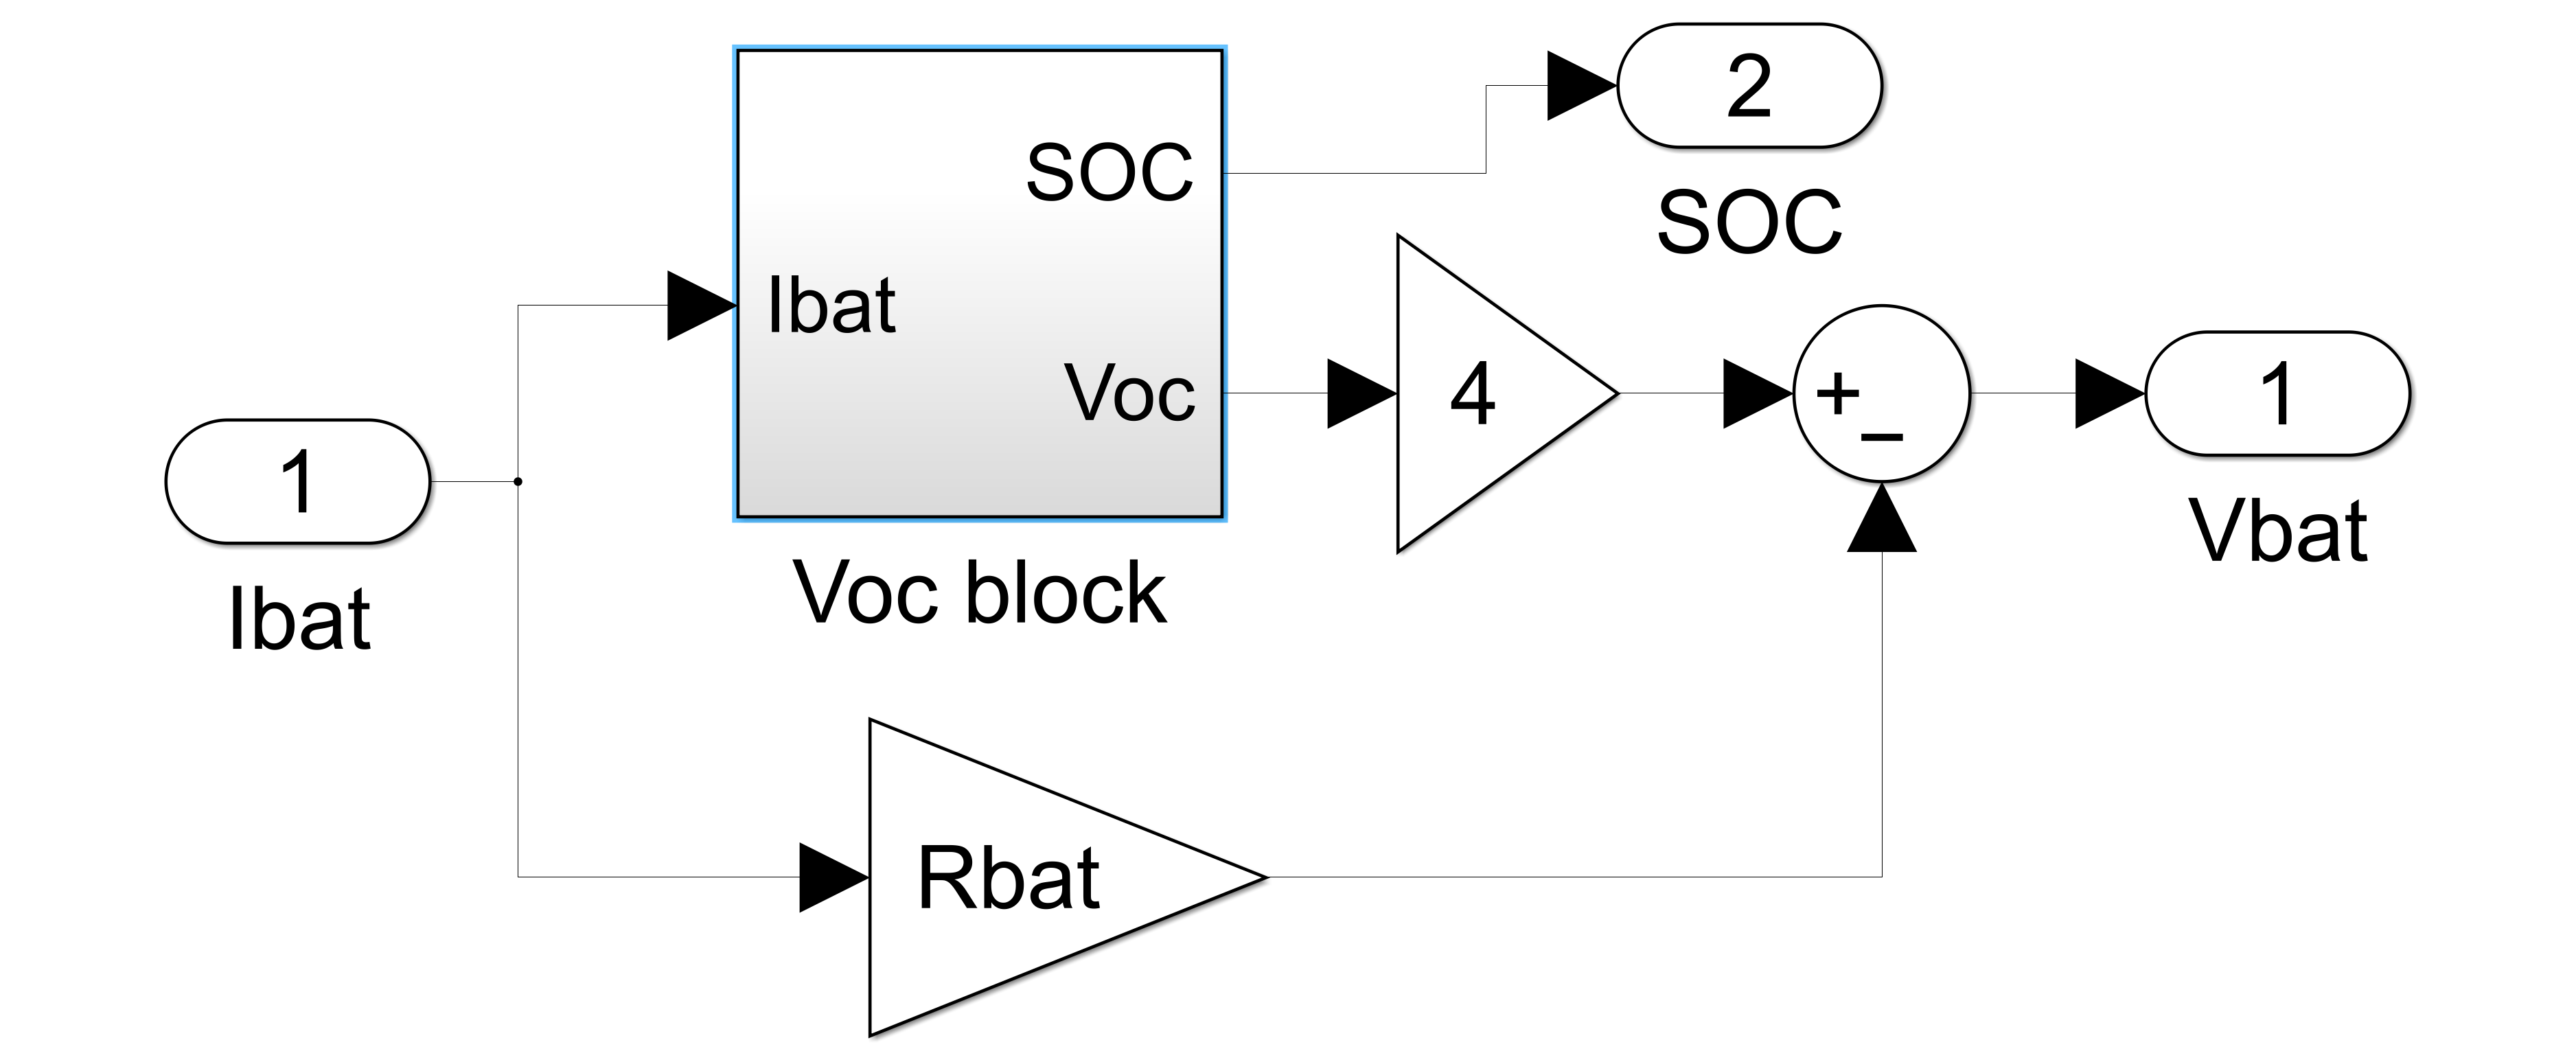 2
SOC
SOC
Ibat
Voc
4
+
–
1
Vbat
1
Ibat
Voc block
Rbat